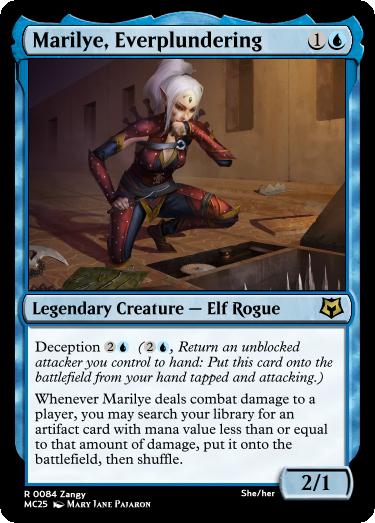 Marilye, Everplundering 1
Legendary Creature — Elf Rogue
Deception 2 (2, Return an unblocked
attacker you control to hand: Put this card onto the
battlefield from your hand tapped and attacking.)
Whenever Marilye deals combat damage to a
player, you may search your library for an
artifact card with mana value less than or equal
to that amount of damage, put it onto the
battlefield, then shuffle.
2/1
R 0084 Zangy She/her
MC25 Mary Jane Pajaron